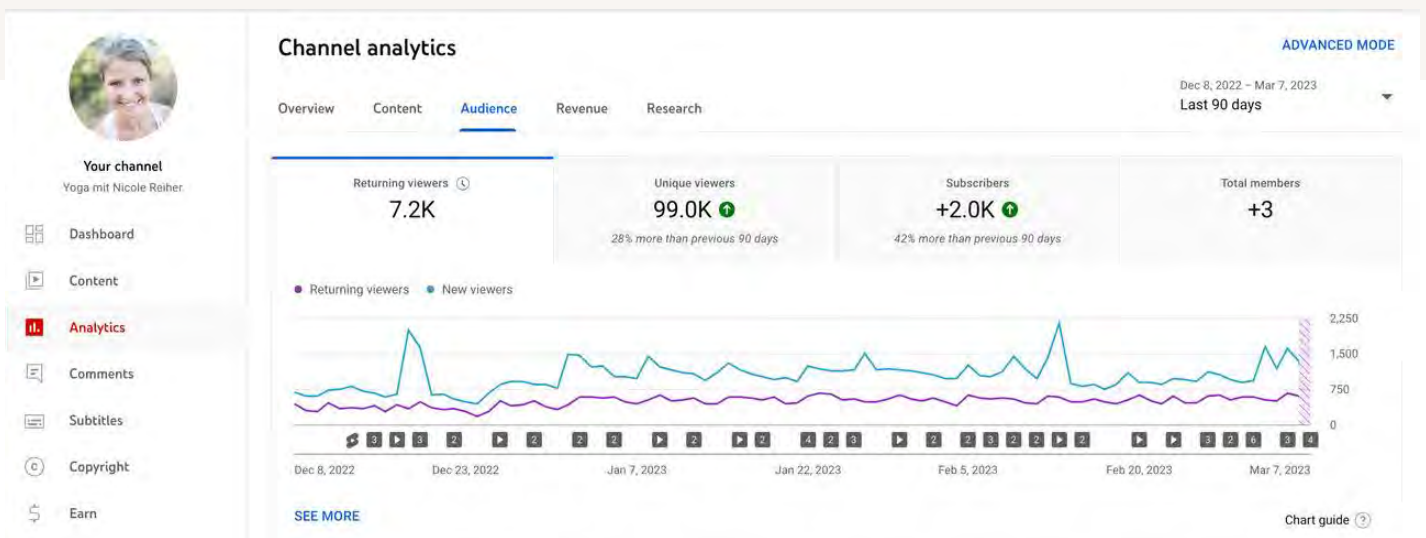 Channel analytics
ADVANCED MODE
Dec 8, 2022 – Mar 7, 2023
Last 90 days
Overview Content Audience Revenue Research
Your channel
Yoga mit Nicole Reiher
Dashboard
Content
Analytics
Comments
Subtitles
Copyright
Earn
Returning viewers
7.2K
Unique viewers
99.0K
28% more than previous 90 days
Subscribers
+2.0K
42% more than previous 90 days
Total members
+3
Returning viewers New viewers
2,250
1,500
750
0
3 3 2 2 2 2 2 2 4 2 3 2 2 3 2 2 2 3 2 6 3 4
Dec 8, 2022 Dec 23, 2022 Jan 7, 2023 Jan 22, 2023 Feb 5, 2023 Feb 20, 2023 Mar 7, 2023
SEE MORE
Chart guide ?